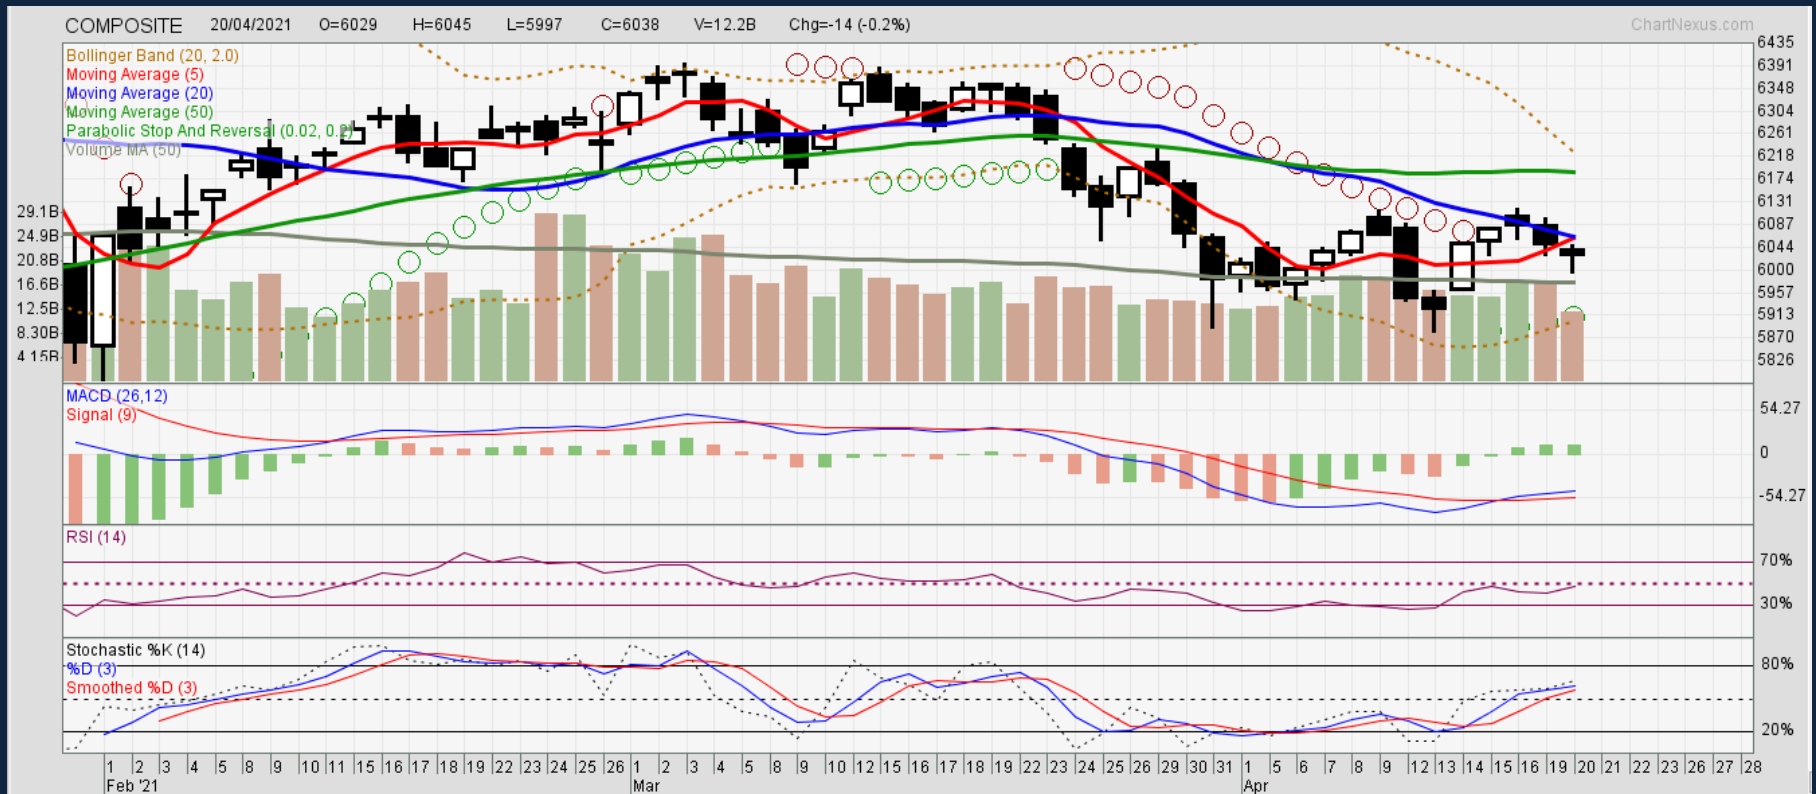 COMPOSITE 20/04/2021 O=6029 H=6045 L=5997 C=6038 V=12.2B Chg=-14 (-0.2%) ChartNexus.com
Bollinger Band (20, 2.0)
Moving Average (5)
Moving Average (20)
Moving Average (50)
Parabolic Stop And Reversal (0.02, 0.2)
Volume MA (50)
29.1B
24.9B
20.8B
16.6B
12.5B
8.30B
4.15B
6435
6391
6348
6304
6261
6218
6174
6131
6087
6044
6000
5957
5913
5870
5826
MACD (26,12)
Signal (9)
54.27
0
-54.27
RSI (14)
70%
30%
Stochastic %K (14)
%D (3)
Smoothed %D (3)
80%
20%
1 2 3 4 5 8 9 10 11 15 16 17 18 19 22 23 24 25 26 1 2 3 4 5 8 9 10 12 15 16 17 18 19 22 23 24 25 26 29 30 31 1 5 6 7 8 9 12 13 14 15 16 19 20 21 22 23 26 27 28
Feb '21 Mar Apr